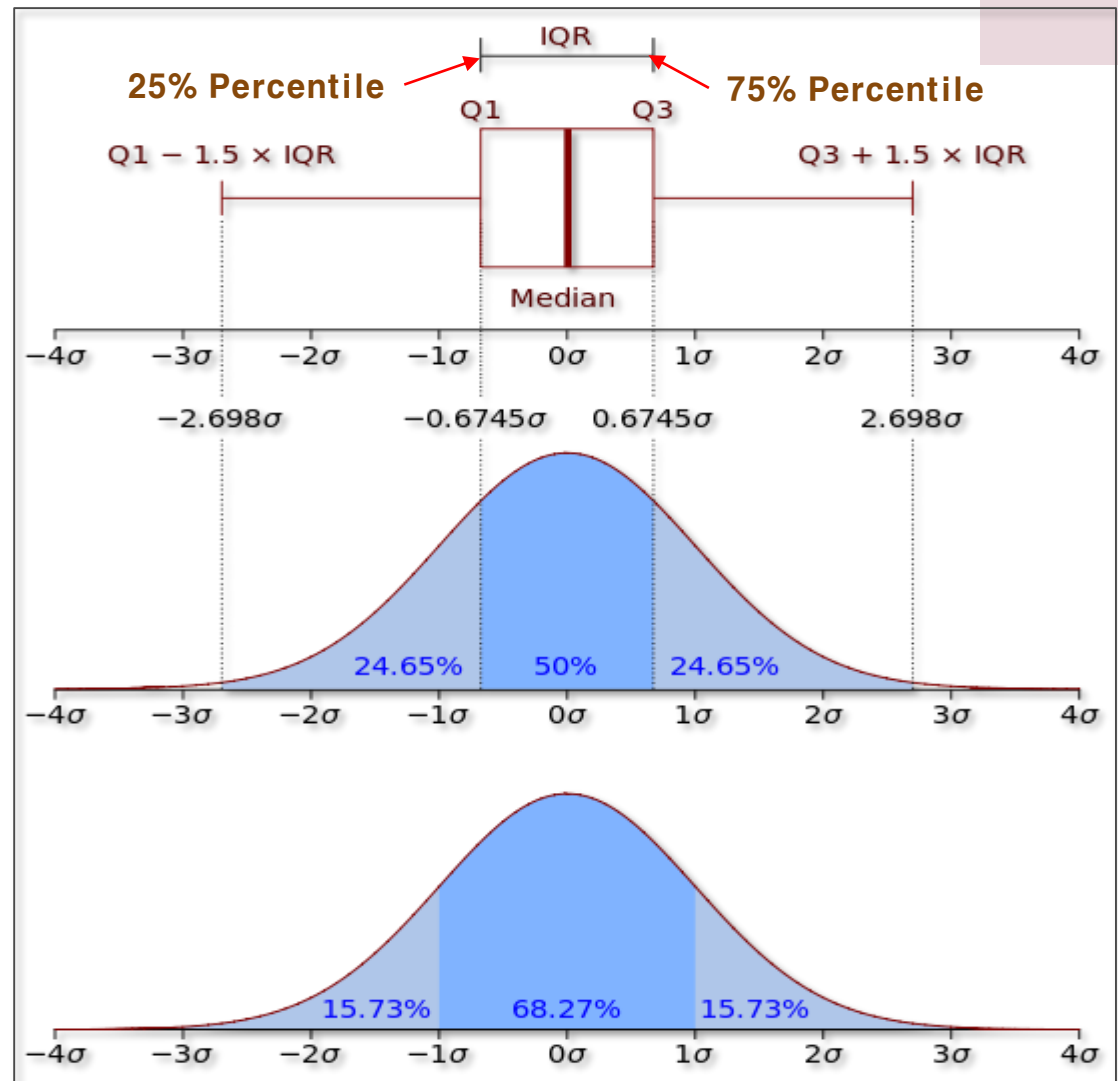 IQR
25% Percentile
75% Percentile
Q1 Q3
Q1 − 1.5 × IQR Q3 + 1.5 × IQR
Median
−4σ −3σ −2σ −1σ 0σ 1σ 2σ 3σ 4σ
−2.698σ −0.6745σ 0.6745σ 2.698σ
24.65% 50% 24.65%
−4σ −3σ −2σ −1σ 0σ 1σ 2σ 3σ 4σ
15.73% 68.27% 15.73%
−4σ −3σ −2σ −1σ 0σ 1σ 2σ 3σ 4σ